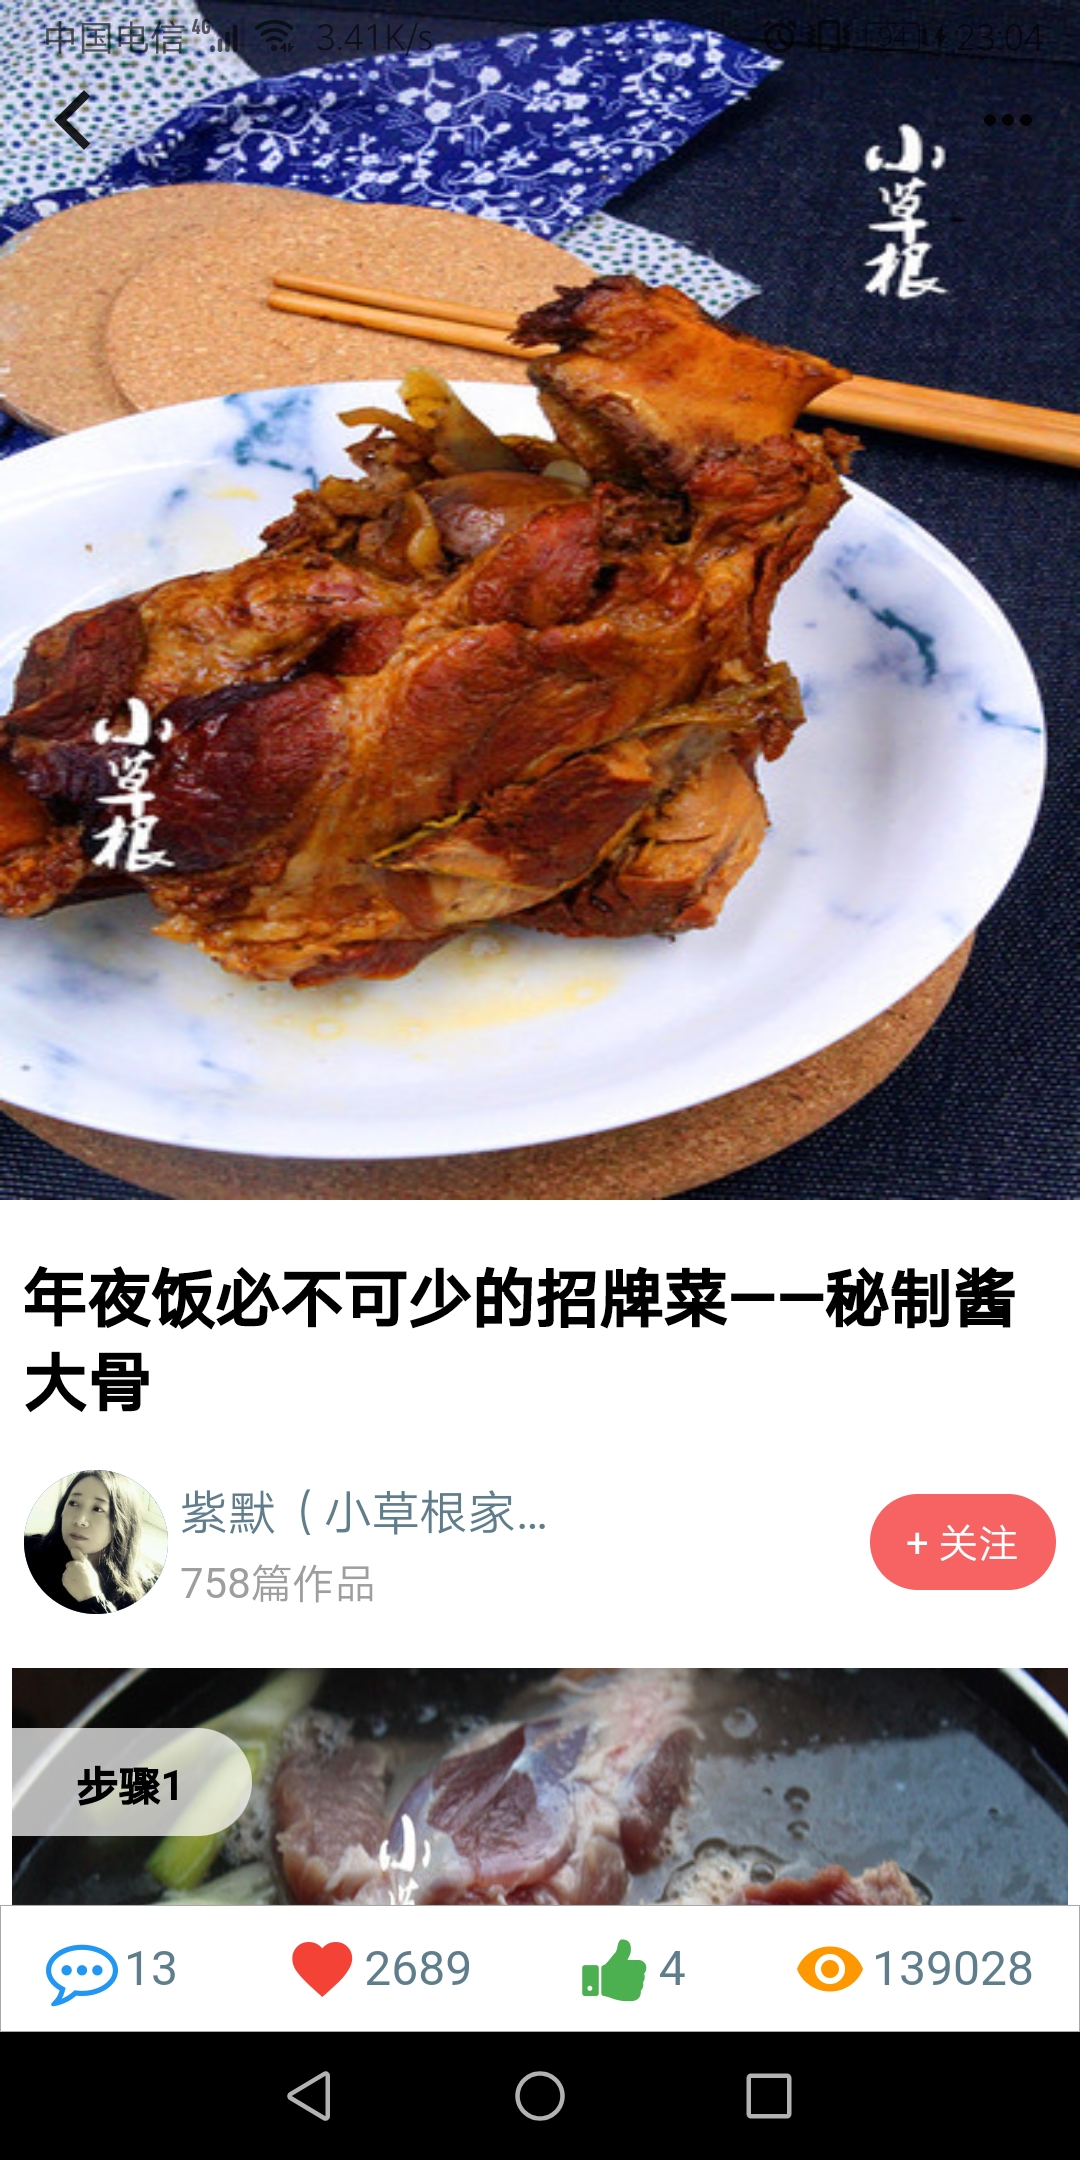 中国电信 4G 3.41K/s 23:04
小草根
小草根
年夜饭必不可少的招牌菜——秘制酱
大骨
紫默（小草根家...
758篇作品
+ 关注
步骤1
小
13 2689 4 139028